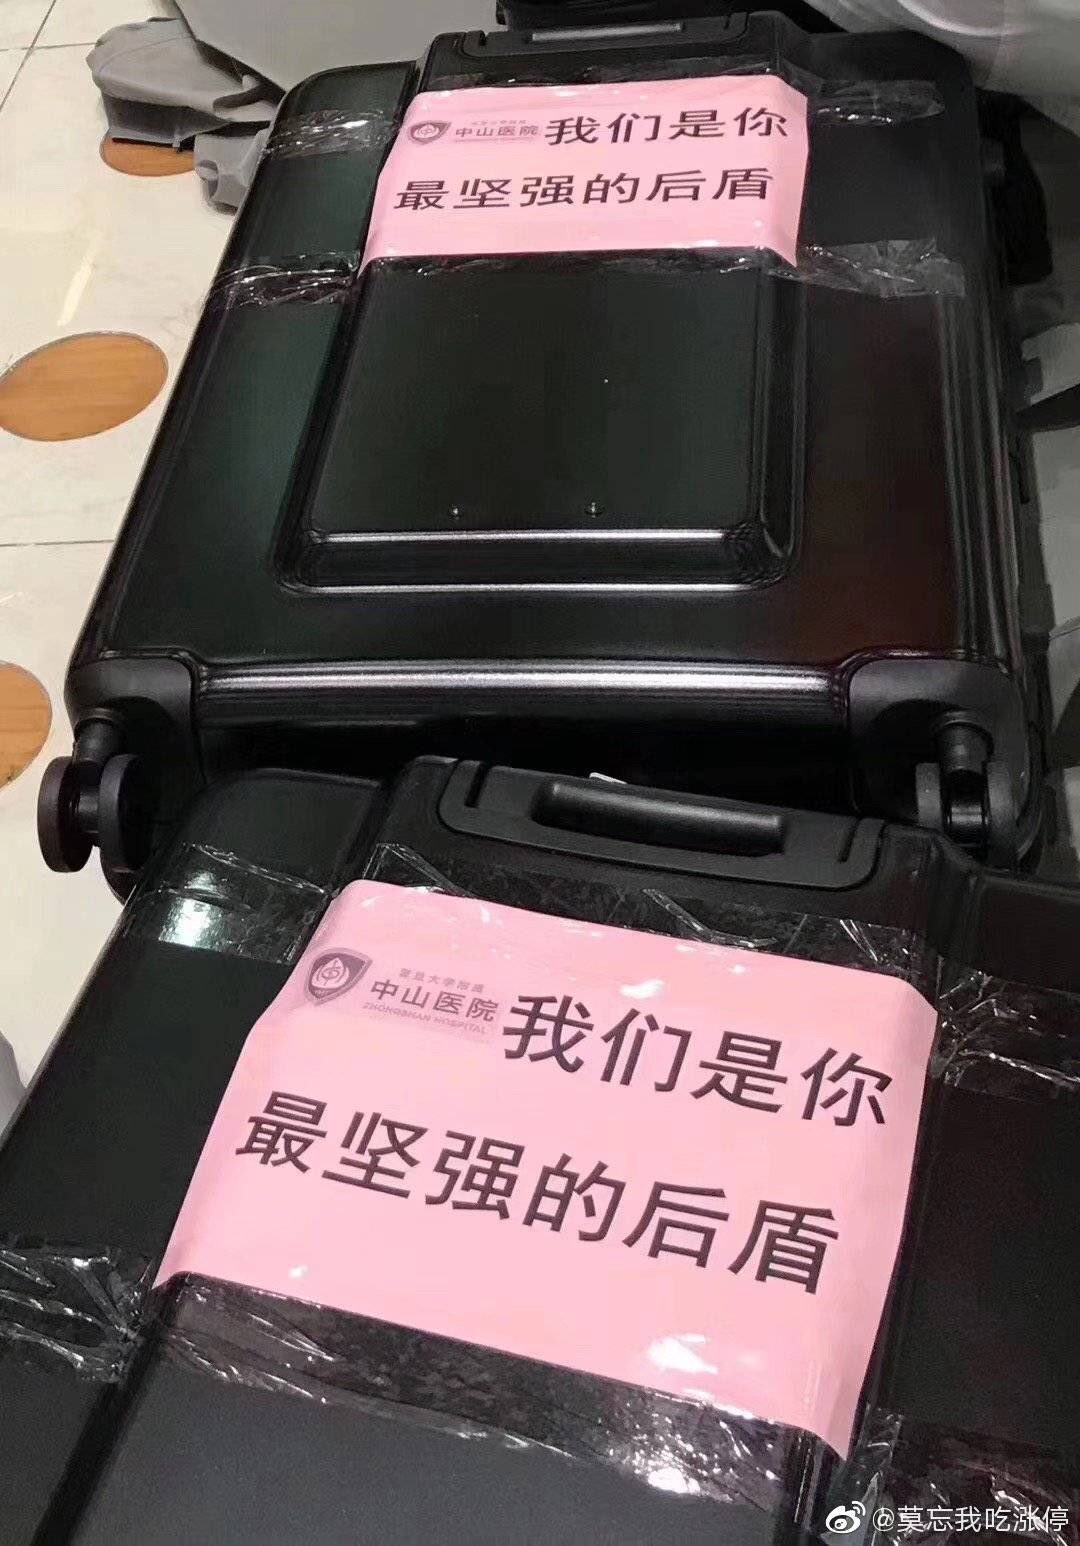 中山医院 我们是你
最坚强的后盾
复旦大学附属
中山医院
ZHONGSHAN HOSPITAL
我们是你
最坚强的后盾
@莫忘我吃涨停